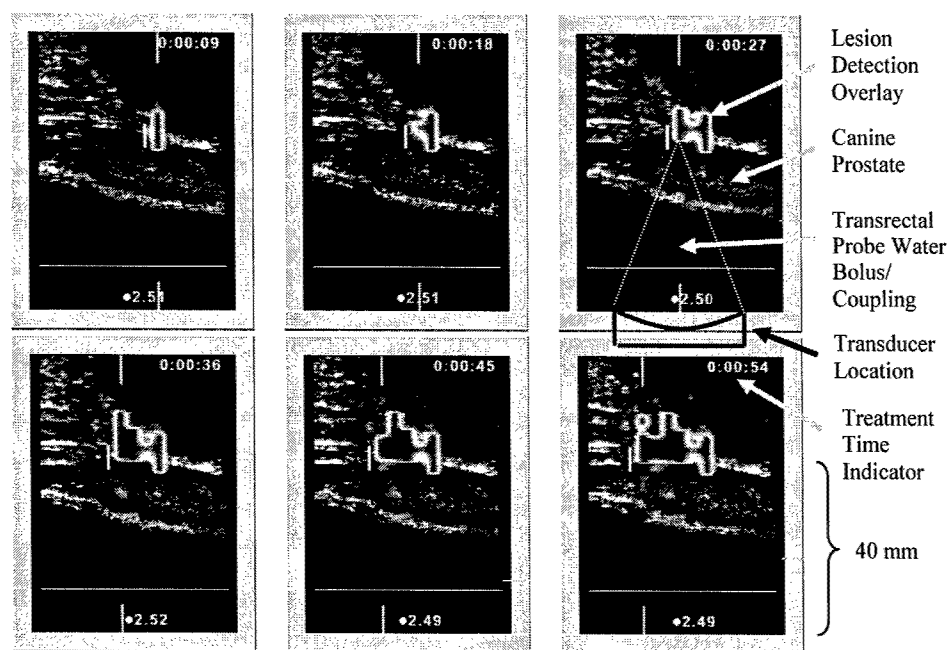 0:00:09
0:00:18
0:00:27
2.51
2.51
2.50
Lesion
Detection
Overlay
Canine
Prostate
Transrectal
Probe Water
Bolus/
Coupling
Transducer
Location
0:00:36
0:00:45
0:00:54
2.52
2.49
2.49
Treatment
Time
Indicator
40 mm